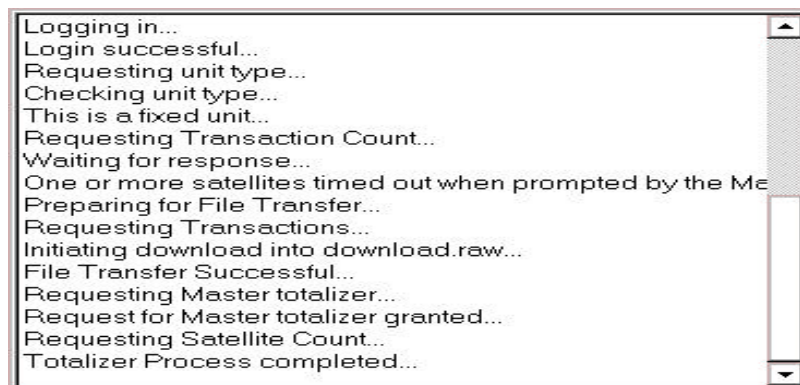 Logging in...
Login successful...
Requesting unit type...
Checking unit type...
This is a fixed unit...
Requesting Transaction Count...
Waiting for response...
One or more satellites timed out when prompted by the Ma
Preparing for File Transfer...
Requesting Transactions...
Initiating download into download.raw...
File Transfer Successful...
Requesting Master totalizer...
Request for Master totalizer granted...
Requesting Satellite Count...
Totalizer Process completed...